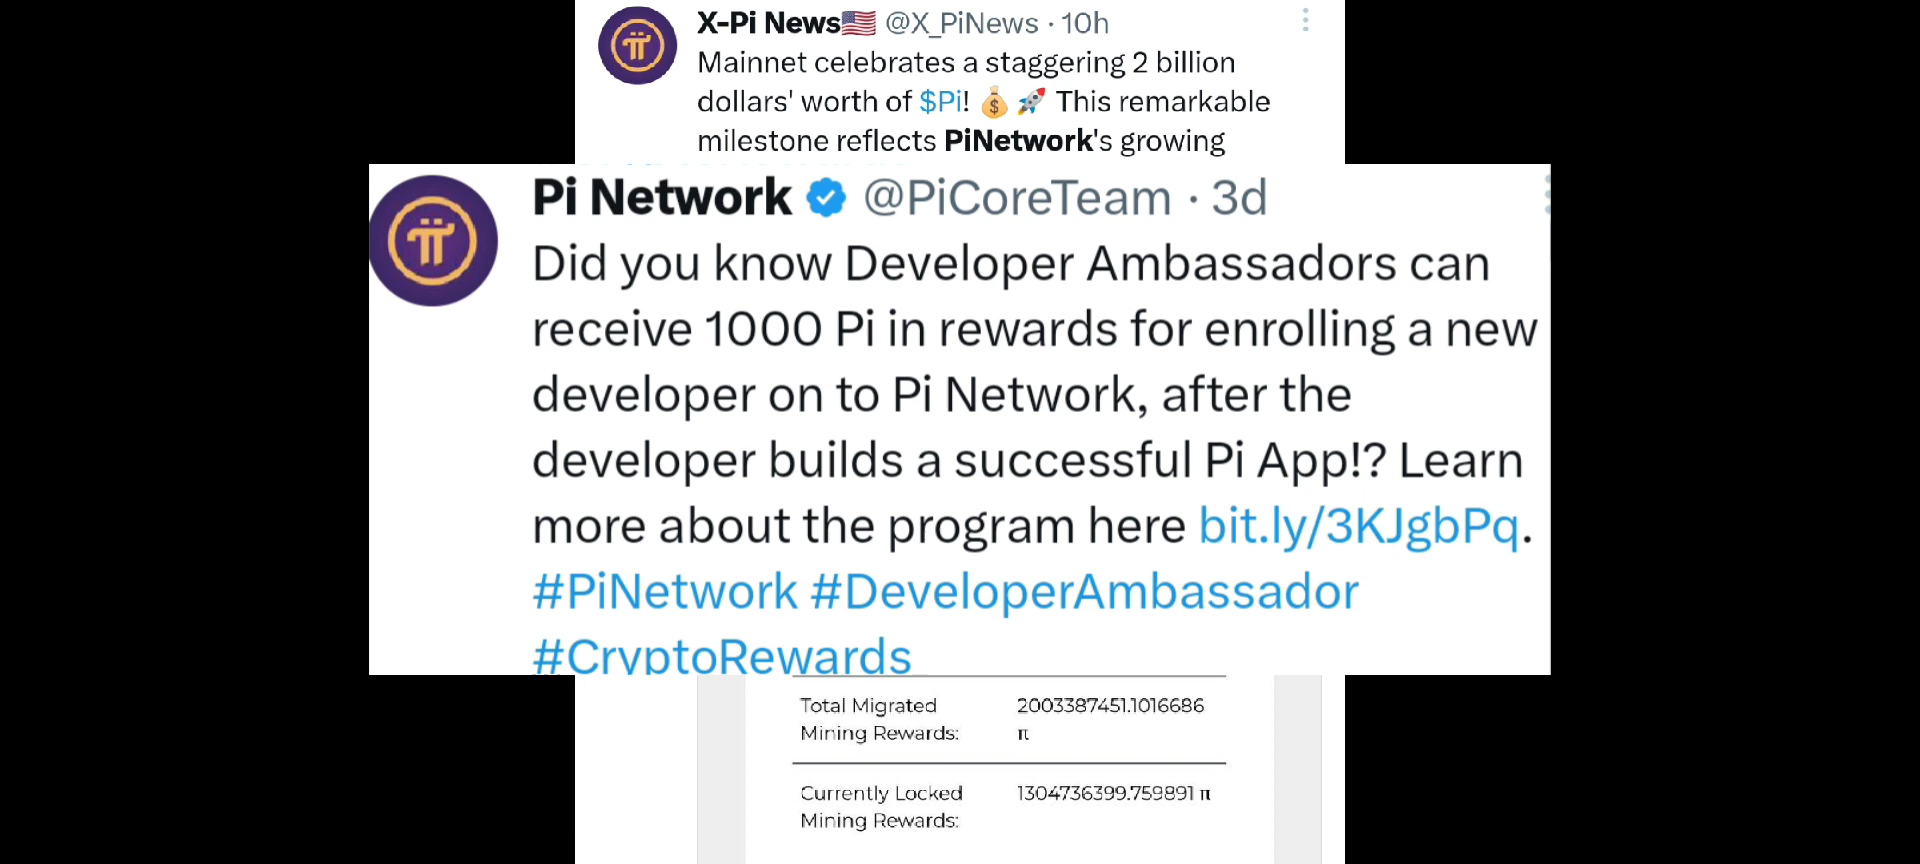 X-Pi News🇺🇸 @X_PiNews · 10h
Mainnet celebrates a staggering 2 billion
dollars' worth of $Pi! 💰🚀 This remarkable
milestone reflects PiNetwork's growing
Pi Network @PiCoreTeam · 3d
Did you know Developer Ambassadors can
receive 1000 Pi in rewards for enrolling a new
developer on to Pi Network, after the
developer builds a successful Pi App!? Learn
more about the program here bit.ly/3KJgbPq.
#PiNetwork #DeveloperAmbassador
#CryptoRewards
Total Migrated 2003387451.1016686
Mining Rewards: π
Currently Locked 1304736399.759891 π
Mining Rewards: